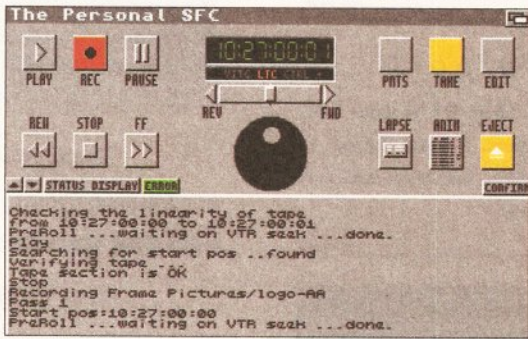 The Personal SFC
PLAY REC PAUSE
10:27:00:01
VITC LTC CTRL
REV FWD
PNTS TAKE EDIT
REW STOP FF
LAPSE ANIM EJECT
STATUS DISPLAY ERROR CONFIRM
Checking the linearity of tape
from 10:27:00:00 to 10:27:00:01
PreRoll ...waiting on VTR seek ...done.
Play
Searching for start pos ..found
Verifying tape
Tape section is OK
Stop
Recording Frame Pictures/logo-AA
Pass 1
Start pos:10:27:00:00
PreRoll ...waiting on VTR seek ...done.